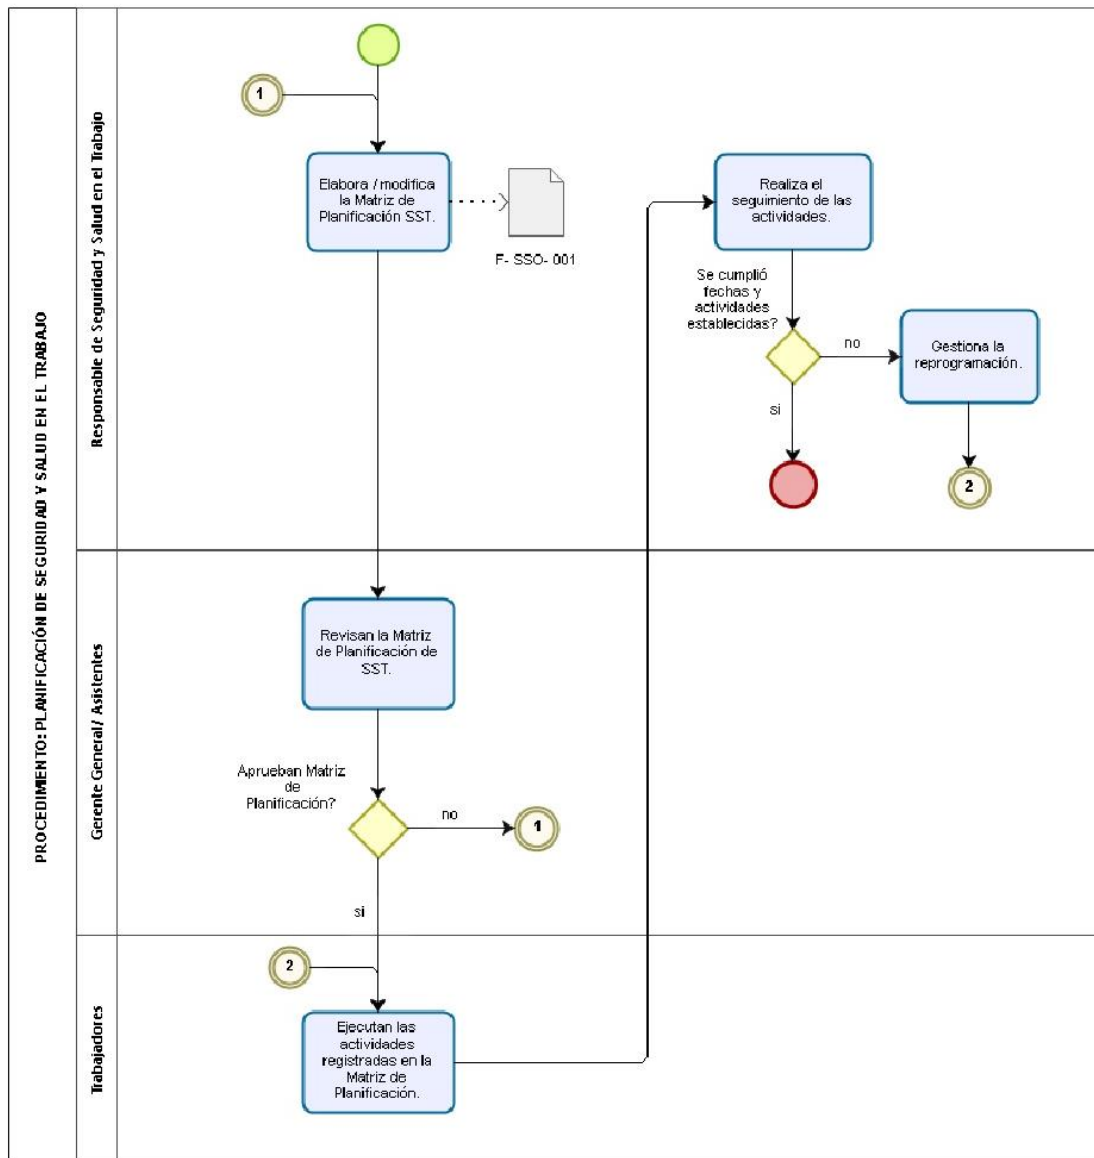 PROCEDIMIENTO: PLANIFICACIÓN DE SEGURIDAD Y SALUD EN EL TRABAJO
Responsable de Seguridad y Salud en el Trabajo
1
Elabora / modifica
la Matriz de
Planificación SST.
F- SSO- 001
Realiza el
seguimiento de las
actividades.
Se cumplió
fechas y
actividades
establecidas?
no
Gestiona la
reprogramación.
si
2
Gerente General/ Asistentes
Revisan la Matriz
de Planificación de
SST.
Aprueban Matriz
de
Planificación?
no
1
si
Trabajadores
2
Ejecutan las
actividades
registradas en la
Matriz de
Planificación.